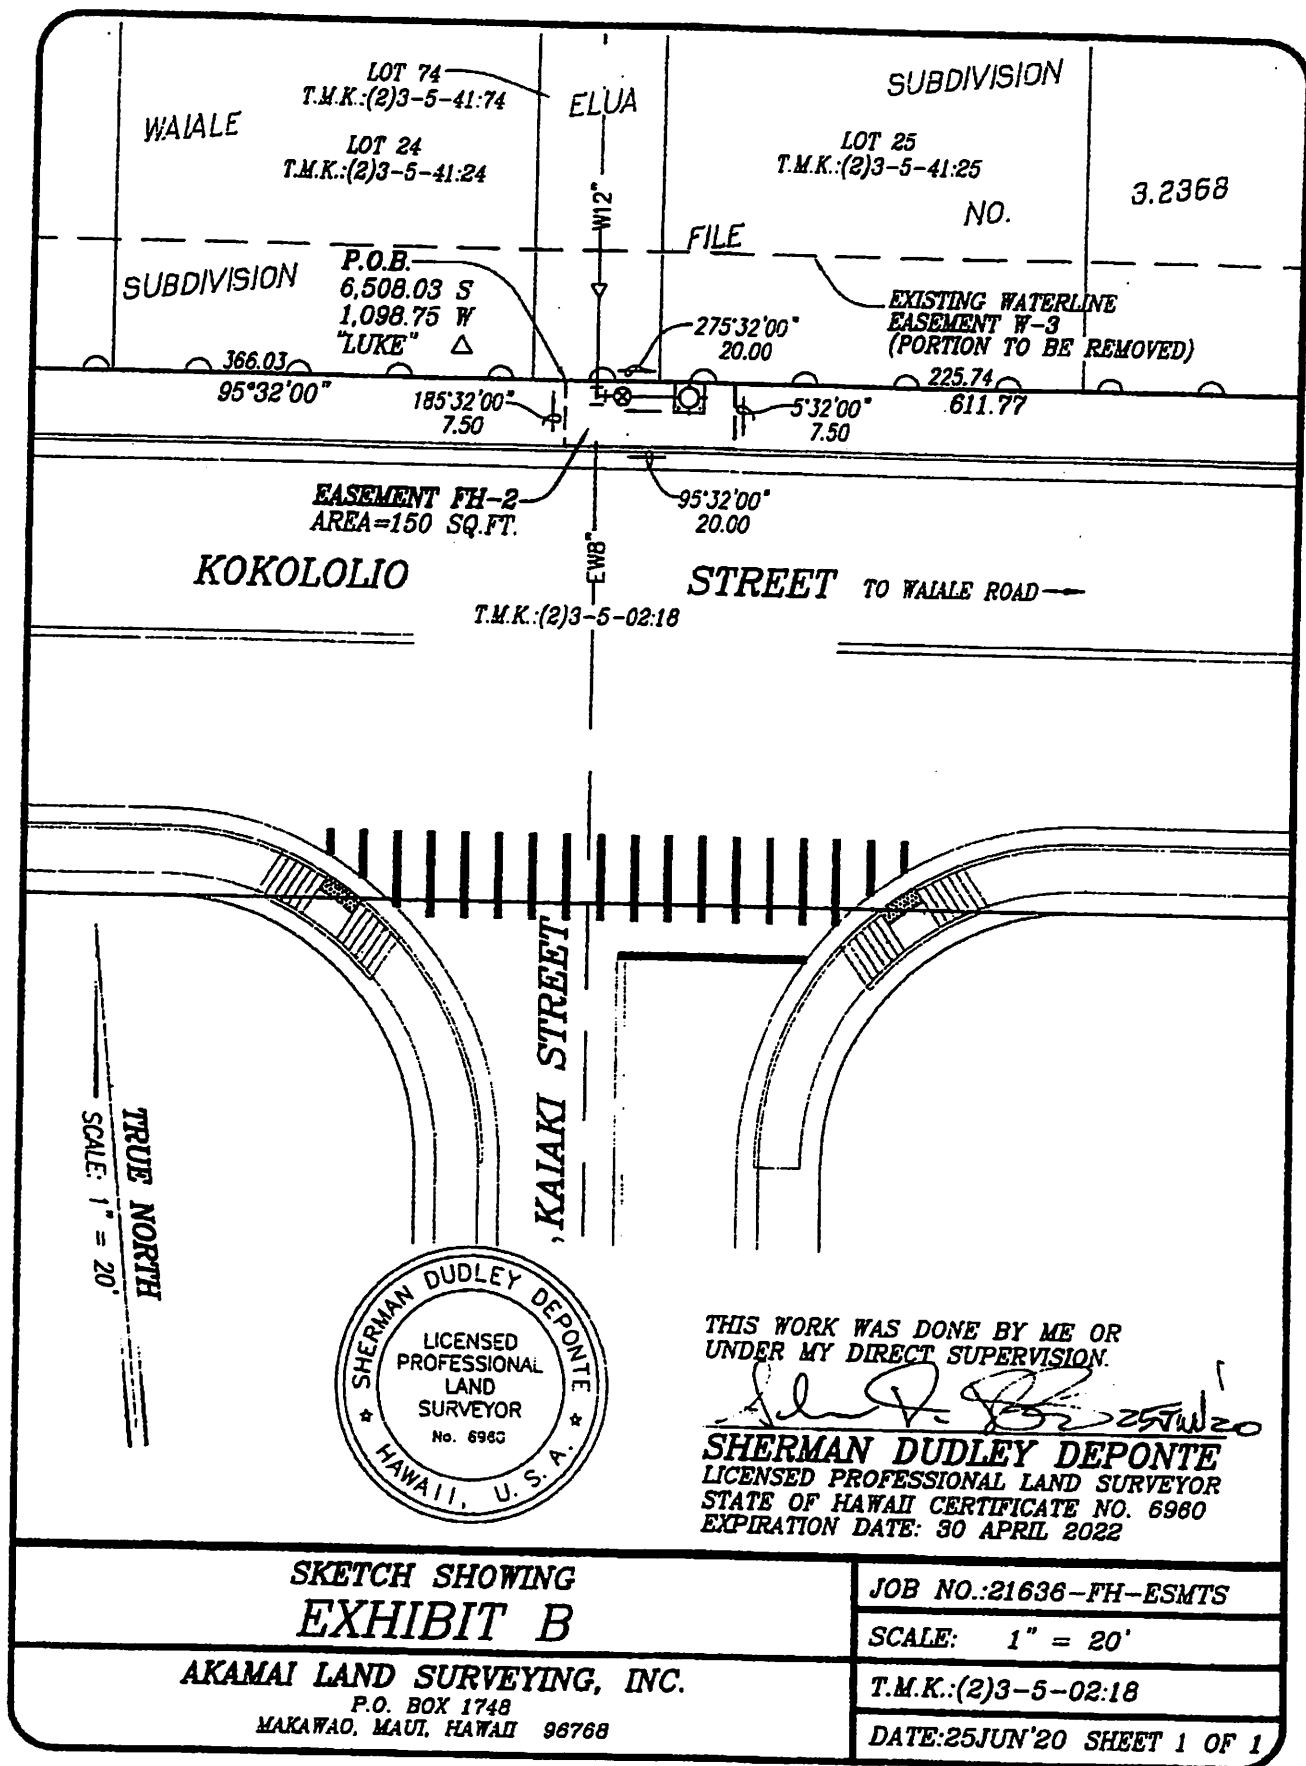 LOT 74
T.M.K.:(2)3-5-41:74
ELUA
SUBDIVISION
WAIALE
LOT 24
T.M.K.:(2)3-5-41:24
LOT 25
T.M.K.:(2)3-5-41:25
3.2368
NO.
W12"
FILE
SUBDIVISION
P.O.B.
6,508.03 S
1,098.75 W
"LUKE" △
EXISTING WATERLINE
EASEMENT W-3
(PORTION TO BE REMOVED)
275°32'00"
20.00
366.03
95°32'00"
185°32'00"
7.50
5°32'00"
7.50
225.74
611.77
EASEMENT FH-2
AREA=150 SQ.FT.
95°32'00"
20.00
EW8"
KOKOLOLIO STREET TO WAIALE ROAD
T.M.K.:(2)3-5-02:18
KAIAKI STREET
TRUE NORTH
SCALE: 1" = 20'
SHERMAN DUDLEY DEPONTE
LICENSED
PROFESSIONAL
LAND
SURVEYOR
No. 6960
HAWAII, U.S.A.
THIS WORK WAS DONE BY ME OR
UNDER MY DIRECT SUPERVISION.
25JUN'20
SHERMAN DUDLEY DEPONTE
LICENSED PROFESSIONAL LAND SURVEYOR
STATE OF HAWAII CERTIFICATE NO. 6960
EXPIRATION DATE: 30 APRIL 2022
SKETCH SHOWING
EXHIBIT B
AKAMAI LAND SURVEYING, INC.
P.O. BOX 1748
MAKAWAO, MAUI, HAWAII 96768
JOB NO.:21636-FH-ESMTS
SCALE: 1" = 20'
T.M.K.:(2)3-5-02:18
DATE:25JUN'20 SHEET 1 OF 1